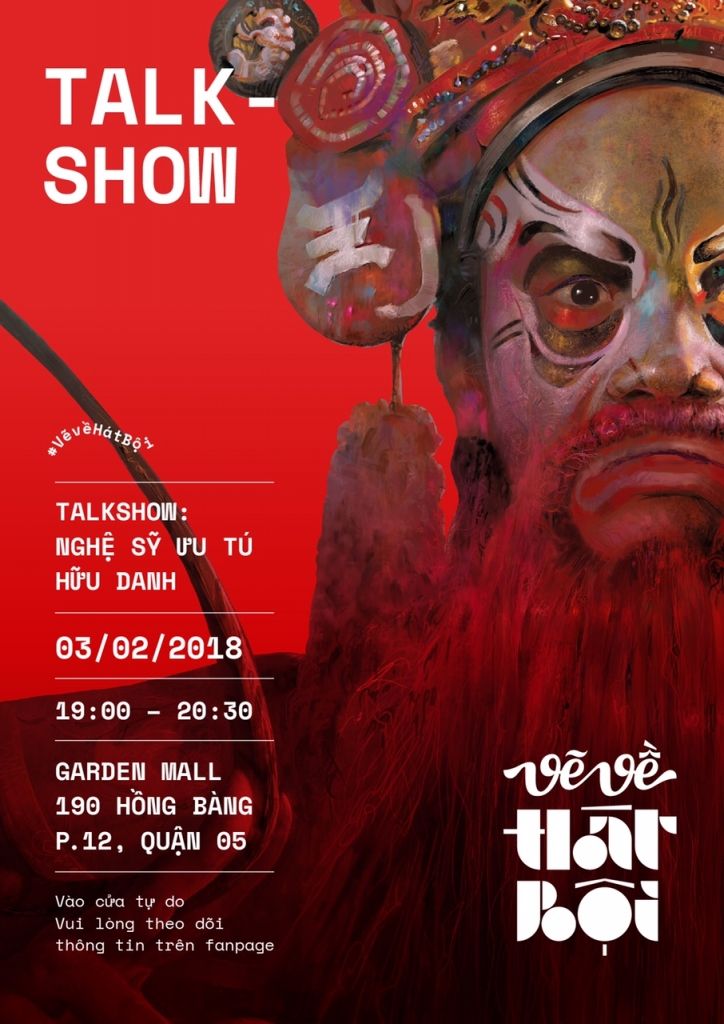 TALK-
SHOW
#VẽvềHátBội
TALKSHOW:
NGHỆ SỸ ƯU TÚ
HỮU DANH
03/02/2018
19:00 – 20:30
GARDEN MALL
190 HỒNG BÀNG
P.12, QUẬN 05
Vào cửa tự do
Vui lòng theo dõi
thông tin trên fanpage
vẽ về
Hát
Bội